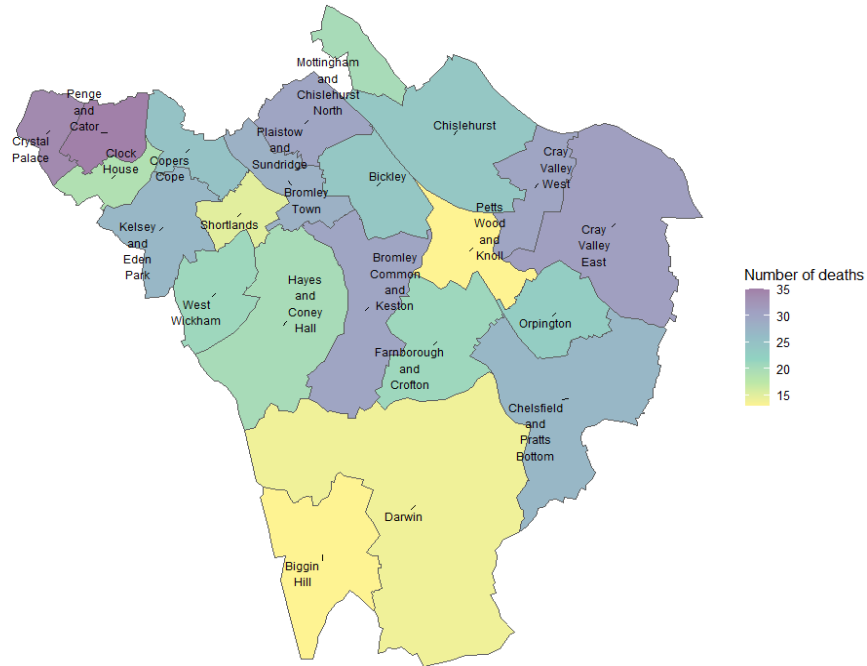 Mottingham
and
Chislehurst
North
Penge
and
Cator
Crystal
Palace
Clock
House
Copers
Cope
Plaistow
and
Sundridge
Chislehurst
Cray
Valley
West
Bickley
Bromley
Town
Shortlands
Kelsey
and
Eden
Park
Petts
Wood
and
Knoll
Cray
Valley
East
Bromley
Common
and
Keston
West
Wickham
Hayes
and
Coney
Hall
Orpington
Farnborough
and
Crofton
Chelsfield
and
Pratts
Bottom
Darwin
Biggin
Hill
Number of deaths
35
30
25
20
15